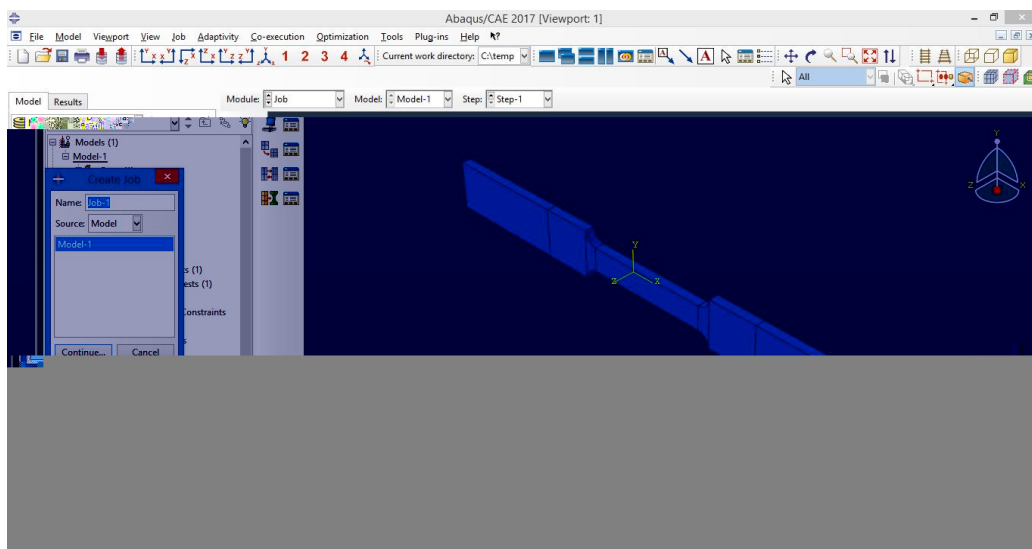 Abaqus/CAE 2017 [Viewport: 1]
File Model Viewport View Job Adaptivity Co-execution Optimization Tools Plug-ins Help
1 2 3 4 Current work directory: C:\temp A
All
Model Results Module: Job Model: Model-1 Step: Step-1
Models (1)
Model-1
Create Job
Name: Job-1
Source: Model
Model-1
s (1)
ests (1)
Constraints
s
Continue... Cancel
Y
Z X
Y
Z X